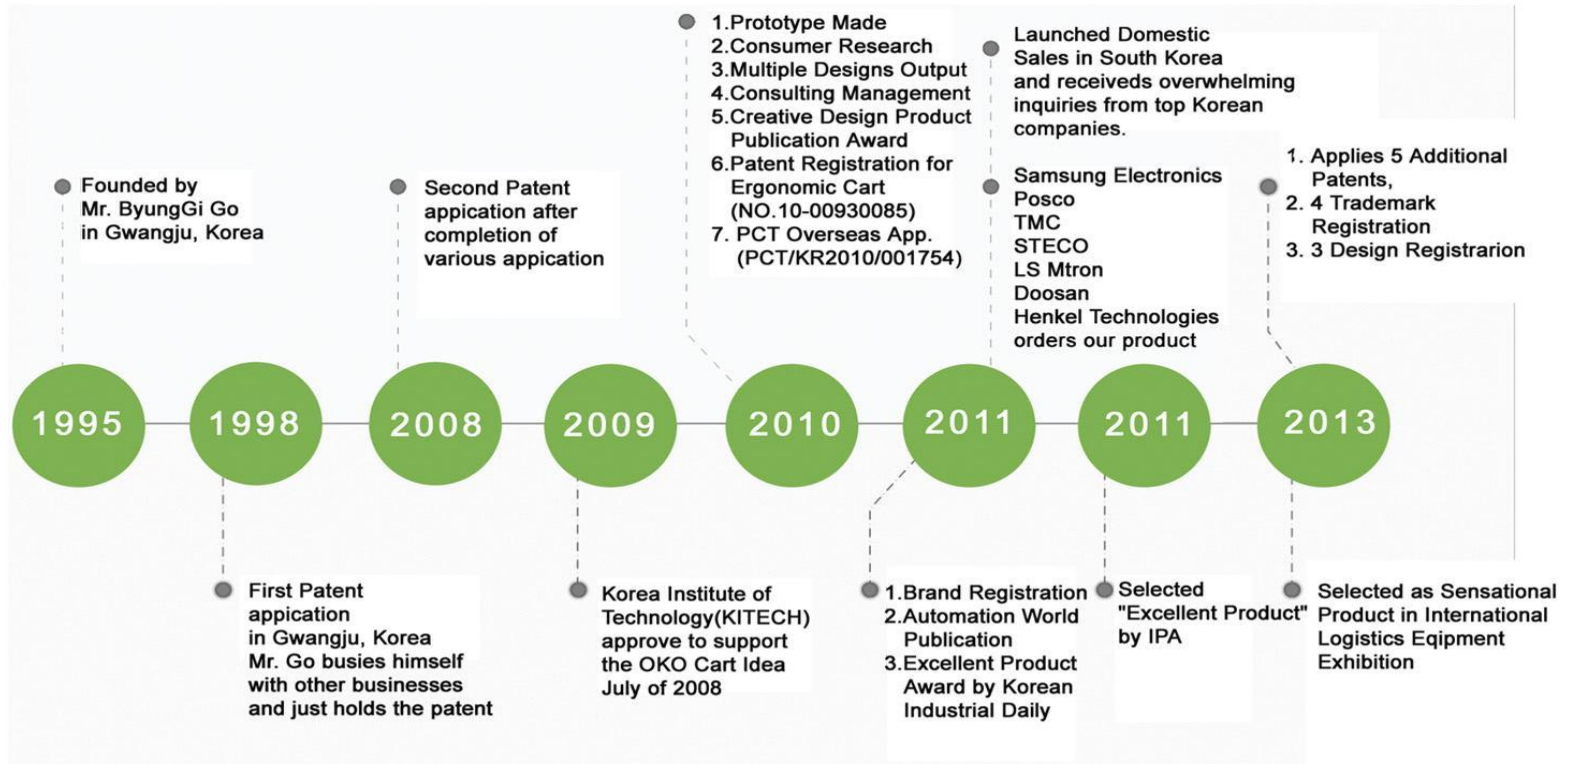 1.Prototype Made
2.Consumer Research
3.Multiple Designs Output
4.Consulting Management
5.Creative Design Product
Publication Award
6.Patent Registration for
Ergonomic Cart
(NO.10-00930085)
7. PCT Overseas App.
(PCT/KR2010/001754)
Launched Domestic
Sales in South Korea
and receiveds overwhelming
inquiries from top Korean
companies.
Samsung Electronics
Posco
TMC
STECO
LS Mtron
Doosan
Henkel Technologies
orders our product
1. Applies 5 Additional
Patents,
2. 4 Trademark
Registration
3. 3 Design Registrarion
Founded by
Mr. ByungGi Go
in Gwangju, Korea
Second Patent
appication after
completion of
various appication
1995
1998
2008
2009
2010
2011
2011
2013
First Patent
appication
in Gwangju, Korea
Mr. Go busies himself
with other businesses
and just holds the patent
Korea Institute of
Technology(KITECH)
approve to support
the OKO Cart Idea
July of 2008
1.Brand Registration
2.Automation World
Publication
3.Excellent Product
Award by Korean
Industrial Daily
Selected
"Excellent Product"
by IPA
Selected as Sensational
Product in International
Logistics Eqipment
Exhibition